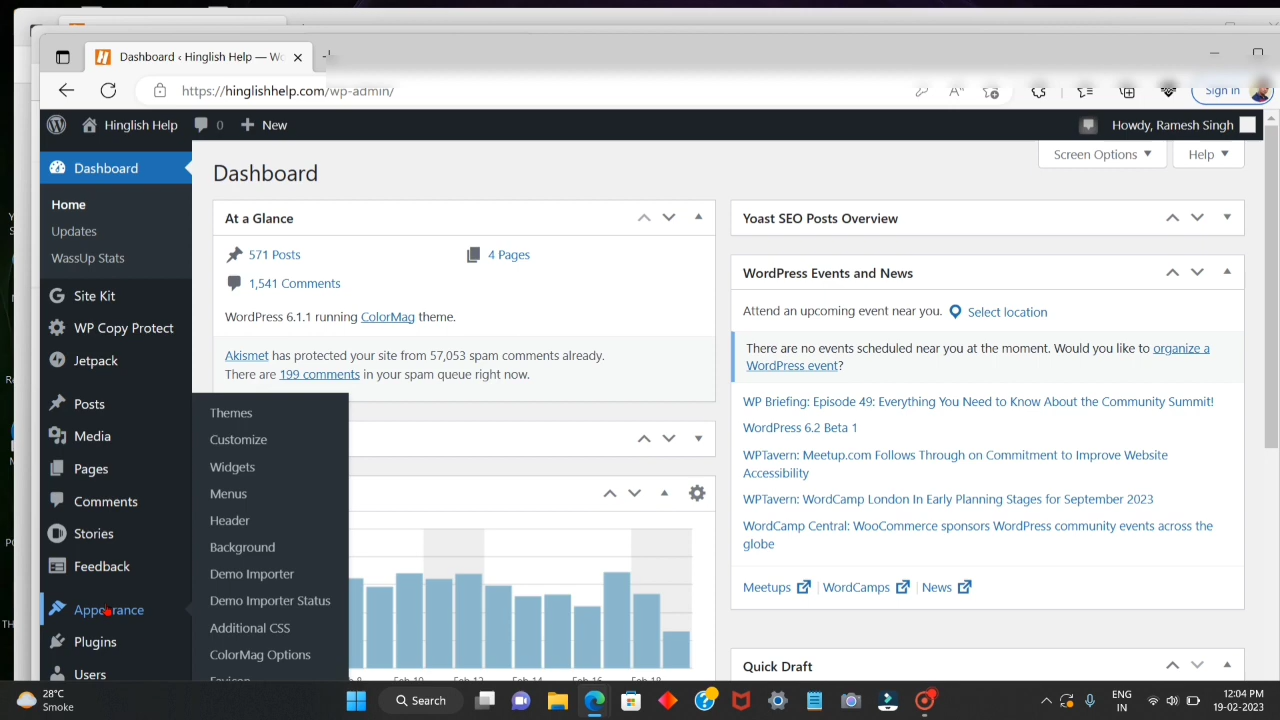 Dashboard ‹ Hinglish Help — Wo
https://hinglishhelp.com/wp-admin/
Sign in
Hinglish Help
0
New
Howdy, Ramesh Singh
Dashboard
Home
Updates
WassUp Stats
Site Kit
WP Copy Protect
Jetpack
Posts
Media
Pages
Comments
Stories
Feedback
Appearance
Plugins
Users
Themes
Customize
Widgets
Menus
Header
Background
Demo Importer
Demo Importer Status
Additional CSS
ColorMag Options
Favicon
Dashboard
Screen Options
Help
At a Glance
571 Posts
4 Pages
1,541 Comments
WordPress 6.1.1 running ColorMag theme.
Akismet has protected your site from 57,053 spam comments already.
There are 199 comments in your spam queue right now.
Feb 10
Feb 12
Feb 14
Feb 16
Feb 18
Yoast SEO Posts Overview
WordPress Events and News
Attend an upcoming event near you.
Select location
There are no events scheduled near you at the moment. Would you like to organize a
WordPress event?
WP Briefing: Episode 49: Everything You Need to Know About the Community Summit!
WordPress 6.2 Beta 1
WPTavern: Meetup.com Follows Through on Commitment to Improve Website
Accessibility
WPTavern: WordCamp London In Early Planning Stages for September 2023
WordCamp Central: WooCommerce sponsors WordPress community events across the
globe
Meetups | WordCamps | News
Quick Draft
28°C
Smoke
Search
ENG
IN
12:04 PM
19-02-2023